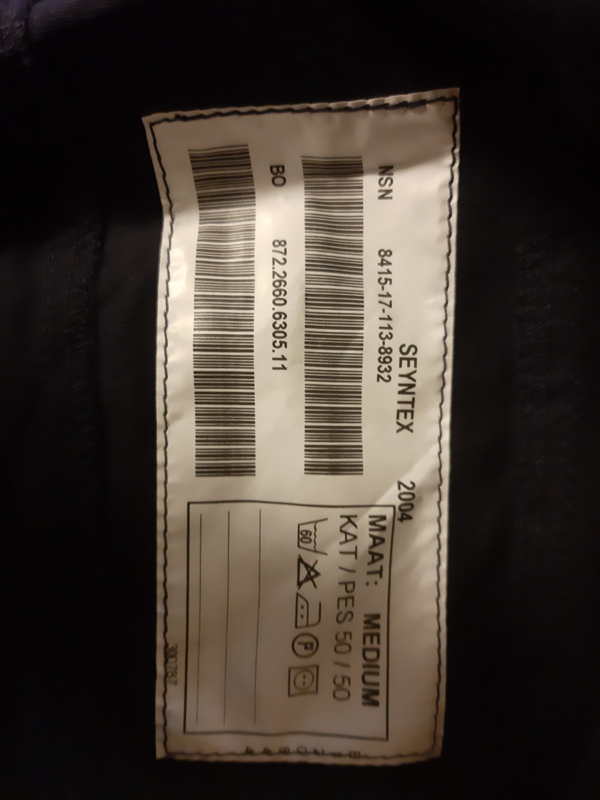 SEYNTEX 2004
NSN 8415-17-113-8932
BO 872.2660.6305.11
MAAT: MEDIUM
KAT / PES 50 / 50
60 P
300787